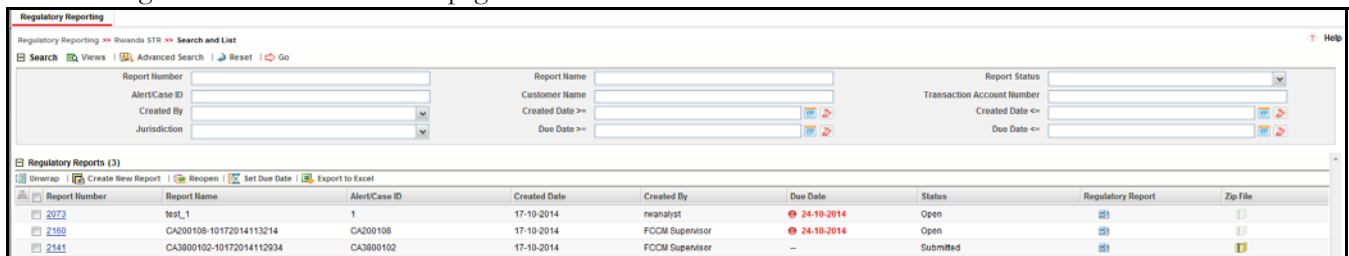 Regulatory Reporting
Regulatory Reporting >> Rwanda STR >> Search and List
? Help
Search Views | Advanced Search | Reset | Go
Report Number Report Name Report Status
Alert/Case ID Customer Name Transaction Account Number
Created By Created Date >= Created Date <=
Jurisdiction Due Date >= Due Date <=
Regulatory Reports (3)
Unwrap | Create New Report | Reopen | Set Due Date | Export to Excel
Report Number Report Name Alert/Case ID Created Date Created By Due Date Status Regulatory Report Zip File
2073 test_1 1 17-10-2014 rwanalyst 24-10-2014 Open
2160 CA200108-10172014113214 CA200108 17-10-2014 FCCM Supervisor 24-10-2014 Open
2141 CA3800102-10172014112934 CA3800102 17-10-2014 FCCM Supervisor -- Submitted